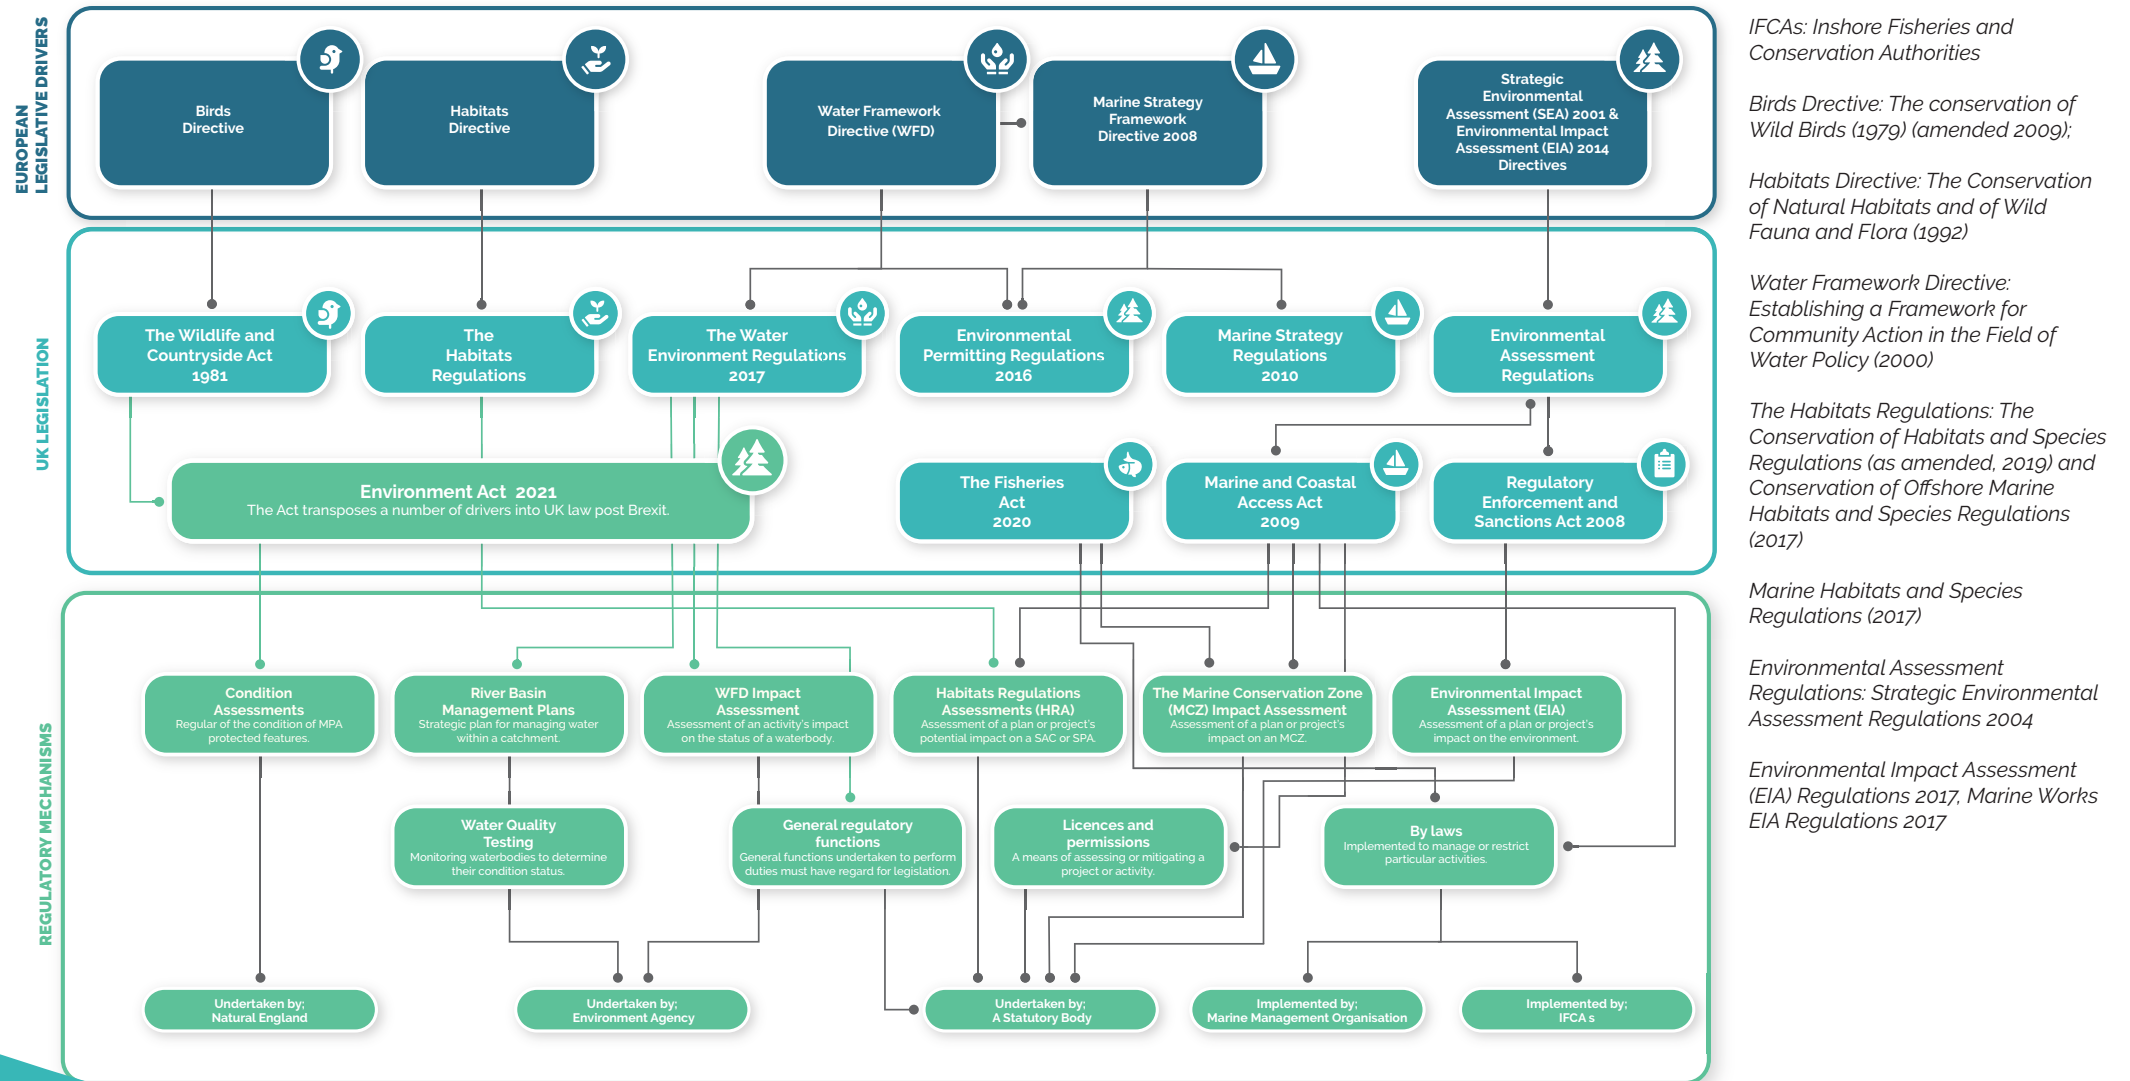 EUROPEAN
LEGISLATIVE DRIVERS
Birds
Directive
Habitats
Directive
Water Framework
Directive (WFD)
Marine Strategy
Framework
Directive 2008
Strategic
Environmental
Assessment (SEA) 2001 &
Environmental Impact
Assessment (EIA) 2014
Directives
UK LEGISLATION
The Wildlife and
Countryside Act
1981
The
Habitats
Regulations
The Water
Environment Regulations
2017
Environmental
Permitting Regulations
2016
Marine Strategy
Regulations
2010
Environmental
Assessment
Regulations
Environment Act 2021
The Act transposes a number of drivers into UK law post Brexit.
The Fisheries
Act
2020
Marine and Coastal
Access Act
2009
Regulatory
Enforcement and
Sanctions Act 2008
REGULATORY MECHANISMS
Condition
Assessments
Regular of the condition of MPA
protected features.
River Basin
Management Plans
Strategic plan for managing water
within a catchment.
WFD Impact
Assessment
Assessment of an activity's impact
on the status of a waterbody.
Habitats Regulations
Assessments (HRA)
Assessment of a plan or project's
potential impact on a SAC or SPA.
The Marine Conservation Zone
(MCZ) Impact Assessment
Assessment of a plan or project's
impact on an MCZ.
Environmental Impact
Assessment (EIA)
Assessment of a plan or project's
impact on the environment.
Water Quality
Testing
Monitoring waterbodies to determine
their condition status.
General regulatory
functions
General functions undertaken to perform
duties must have regard for legislation.
Licences and
permissions
A means of assessing or mitigating a
project or activity.
By laws
Implemented to manage or restrict
particular activities.
Undertaken by;
Natural England
Undertaken by;
Environment Agency
Undertaken by;
A Statutory Body
Implemented by;
Marine Management Organisation
Implemented by;
IFCA s
IFCAs: Inshore Fisheries and
Conservation Authorities
Birds Drective: The conservation of
Wild Birds (1979) (amended 2009);
Habitats Directive: The Conservation
of Natural Habitats and of Wild
Fauna and Flora (1992)
Water Framework Directive:
Establishing a Framework for
Community Action in the Field of
Water Policy (2000)
The Habitats Regulations: The
Conservation of Habitats and Species
Regulations (as amended, 2019) and
Conservation of Offshore Marine
Habitats and Species Regulations
(2017)
Marine Habitats and Species
Regulations (2017)
Environmental Assessment
Regulations: Strategic Environmental
Assessment Regulations 2004
Environmental Impact Assessment
(EIA) Regulations 2017, Marine Works
EIA Regulations 2017